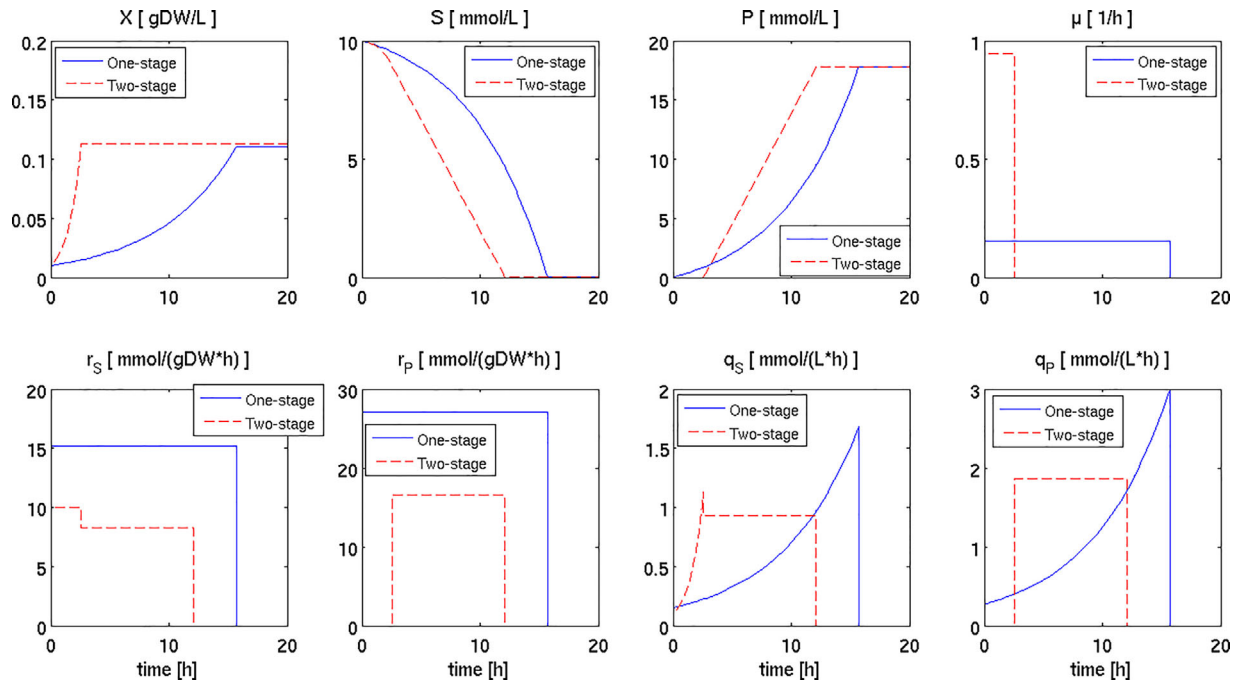 X [ gDW/L ]
0.2
0.15
0.1
0.05
0
0
10
20
One-stage
Two-stage
S [ mmol/L ]
10
5
0
0
10
20
One-stage
Two-stage
P [ mmol/L ]
20
15
10
5
0
0
10
20
One-stage
Two-stage
μ [ 1/h ]
1
0.5
0
0
10
20
One-stage
Two-stage
r_S [ mmol/(gDW*h) ]
20
15
10
5
0
0
10
20
time [h]
One-stage
Two-stage
r_P [ mmol/(gDW*h) ]
30
20
10
0
0
10
20
time [h]
One-stage
Two-stage
q_S [ mmol/(L*h) ]
2
1.5
1
0.5
0
0
10
20
time [h]
One-stage
Two-stage
q_P [ mmol/(L*h) ]
3
2
1
0
0
10
20
time [h]
One-stage
Two-stage